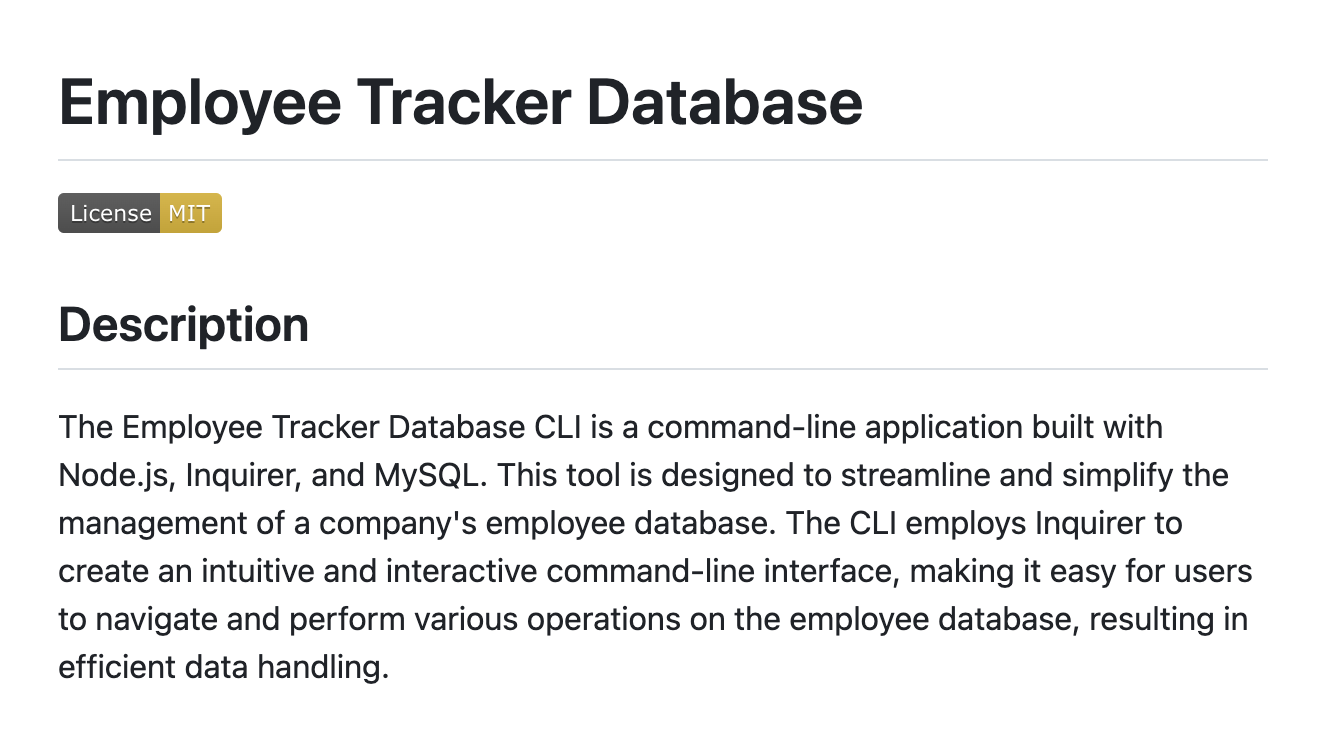 Employee Tracker Database
License MIT
Description
The Employee Tracker Database CLI is a command-line application built with
Node.js, Inquirer, and MySQL. This tool is designed to streamline and simplify the
management of a company's employee database. The CLI employs Inquirer to
create an intuitive and interactive command-line interface, making it easy for users
to navigate and perform various operations on the employee database, resulting in
efficient data handling.